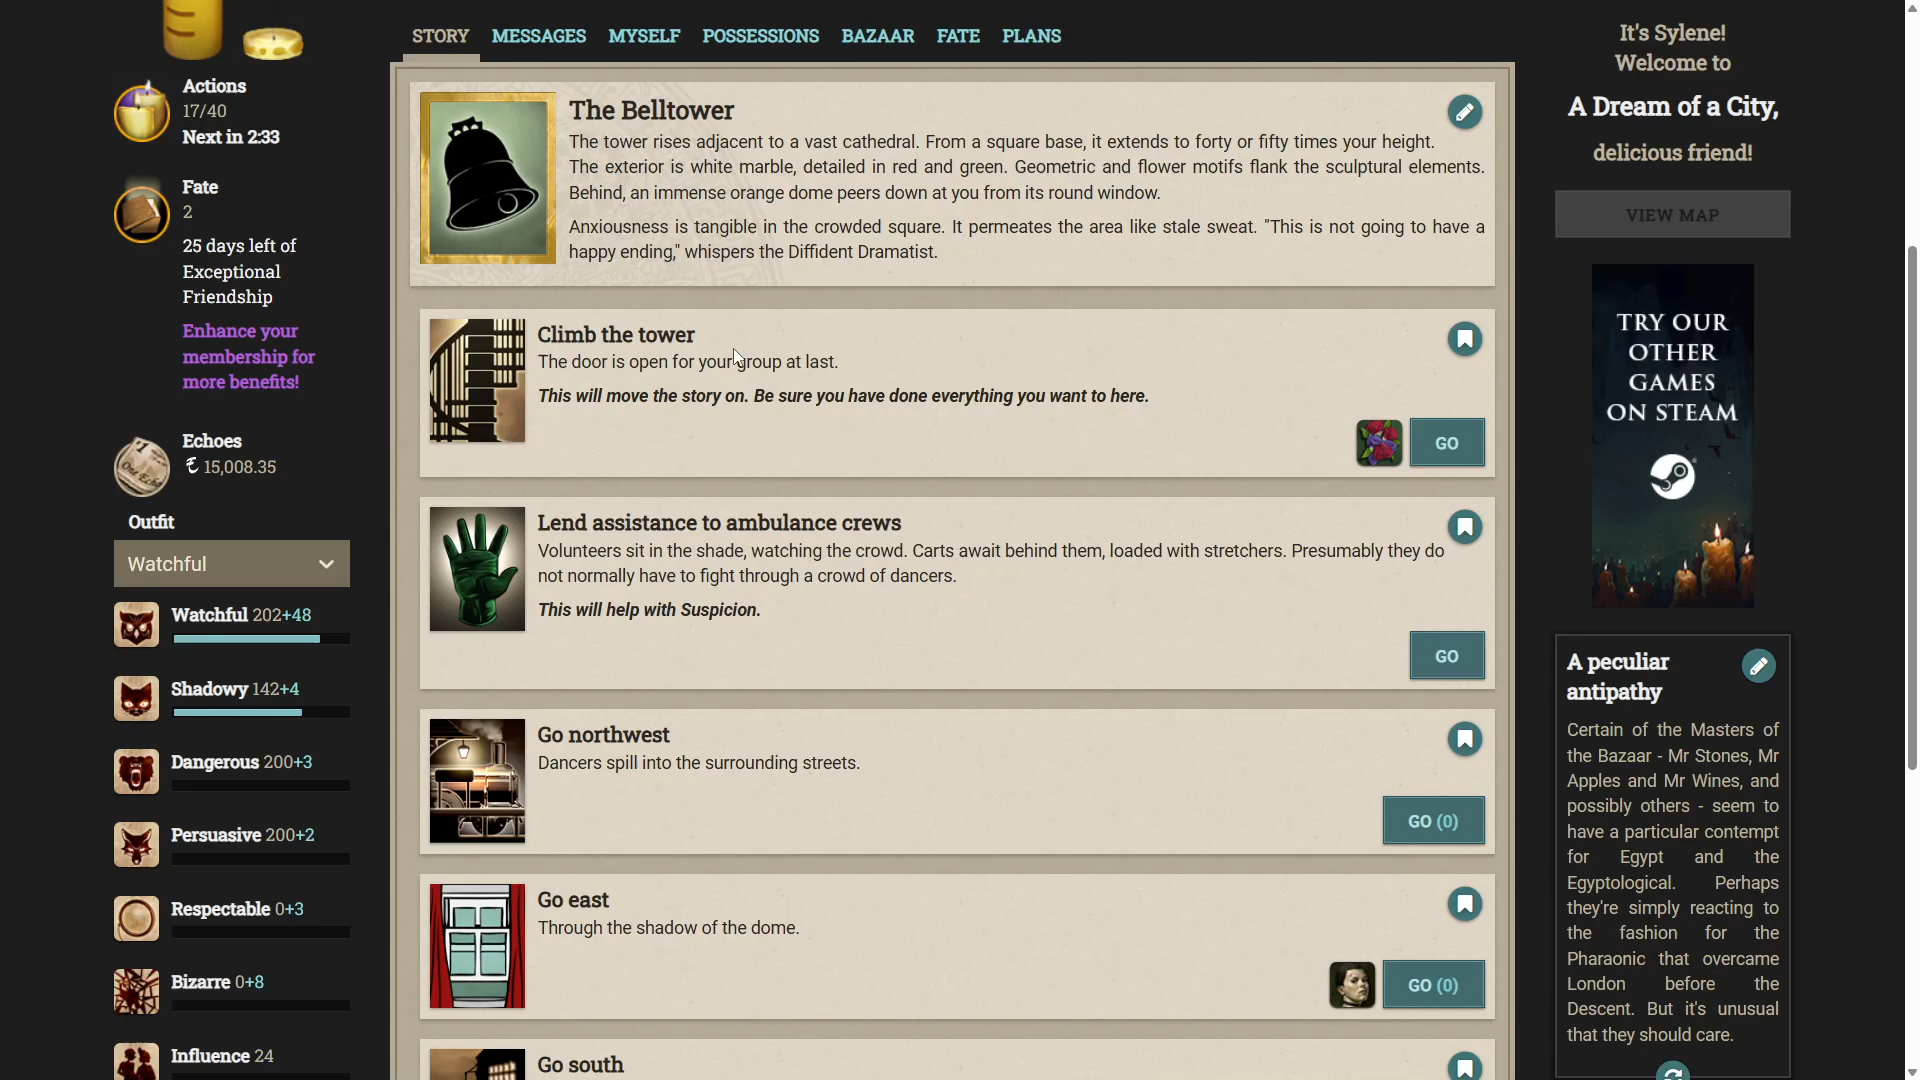 STORY MESSAGES MYSELF POSSESSIONS BAZAAR FATE PLANS
Actions
17/40
Next in 2:33
Fate
2
25 days left of
Exceptional
Friendship
Enhance your
membership for
more benefits!
Echoes
15,008.35
Outfit
Watchful
Watchful 202+48
Shadowy 142+4
Dangerous 200+3
Persuasive 200+2
Respectable 0+3
Bizarre 0+8
Influence 24
The Belltower
The tower rises adjacent to a vast cathedral. From a square base, it extends to forty or fifty times your height.
The exterior is white marble, detailed in red and green. Geometric and flower motifs flank the sculptural elements.
Behind, an immense orange dome peers down at you from its round window.
Anxiousness is tangible in the crowded square. It permeates the area like stale sweat. "This is not going to have a
happy ending," whispers the Diffident Dramatist.
Climb the tower
The door is open for your group at last.
This will move the story on. Be sure you have done everything you want to here.
GO
Lend assistance to ambulance crews
Volunteers sit in the shade, watching the crowd. Carts await behind them, loaded with stretchers. Presumably they do
not normally have to fight through a crowd of dancers.
This will help with Suspicion.
GO
Go northwest
Dancers spill into the surrounding streets.
GO (0)
Go east
Through the shadow of the dome.
GO (0)
Go south
It's Sylene!
Welcome to
A Dream of a City,
delicious friend!
VIEW MAP
TRY OUR
OTHER
GAMES
ON STEAM
A peculiar
antipathy
Certain of the Masters of
the Bazaar - Mr Stones, Mr
Apples and Mr Wines, and
possibly others - seem to
have a particular contempt
for Egypt and the
Egyptological. Perhaps
they're simply reacting to
the fashion for the
Pharaonic that overcame
London before the
Descent. But it's unusual
that they should care.